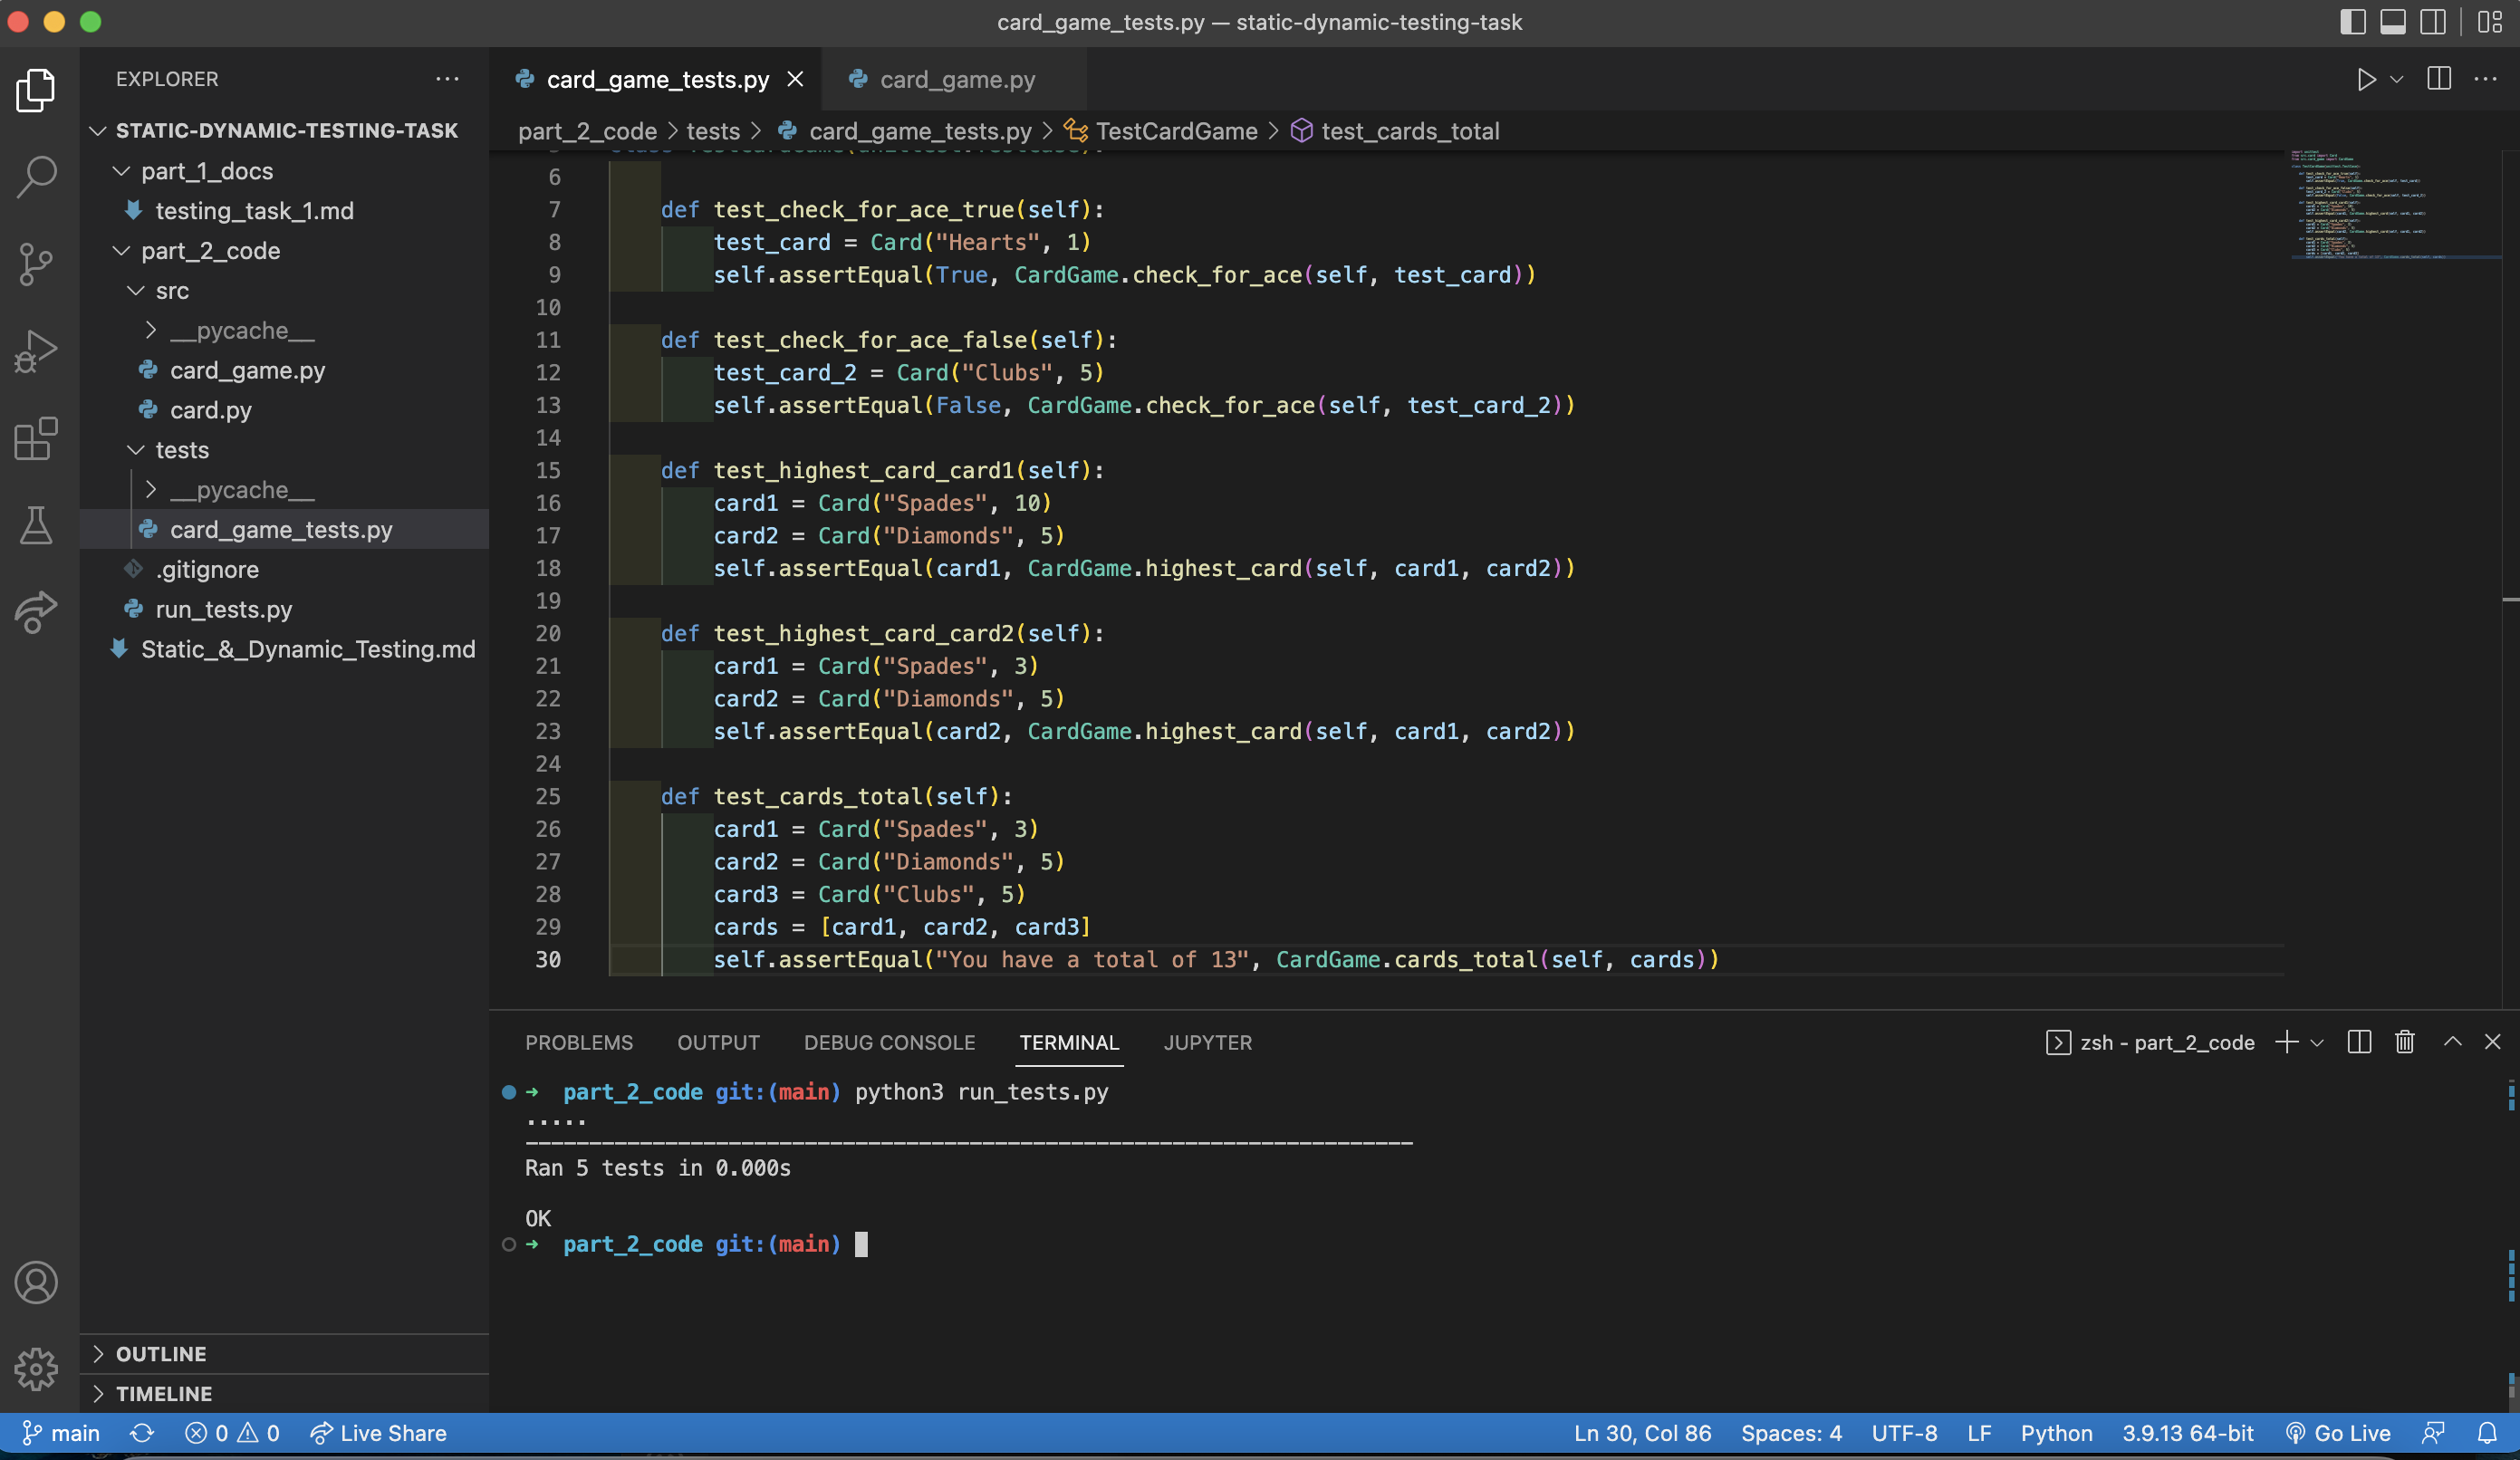 card_game_tests.py — static-dynamic-testing-task
EXPLORER
STATIC-DYNAMIC-TESTING-TASK
part_1_docs
testing_task_1.md
part_2_code
src
__pycache__
card_game.py
card.py
tests
__pycache__
card_game_tests.py
.gitignore
run_tests.py
Static_&_Dynamic_Testing.md
OUTLINE
TIMELINE
card_game_tests.py
card_game.py
part_2_code > tests > card_game_tests.py > TestCardGame > test_cards_total
6
7 def test_check_for_ace_true(self):
8 test_card = Card("Hearts", 1)
9 self.assertEqual(True, CardGame.check_for_ace(self, test_card))
10
11 def test_check_for_ace_false(self):
12 test_card_2 = Card("Clubs", 5)
13 self.assertEqual(False, CardGame.check_for_ace(self, test_card_2))
14
15 def test_highest_card_card1(self):
16 card1 = Card("Spades", 10)
17 card2 = Card("Diamonds", 5)
18 self.assertEqual(card1, CardGame.highest_card(self, card1, card2))
19
20 def test_highest_card_card2(self):
21 card1 = Card("Spades", 3)
22 card2 = Card("Diamonds", 5)
23 self.assertEqual(card2, CardGame.highest_card(self, card1, card2))
24
25 def test_cards_total(self):
26 card1 = Card("Spades", 3)
27 card2 = Card("Diamonds", 5)
28 card3 = Card("Clubs", 5)
29 cards = [card1, card2, card3]
30 self.assertEqual("You have a total of 13", CardGame.cards_total(self, cards))
PROBLEMS OUTPUT DEBUG CONSOLE TERMINAL JUPYTER
zsh - part_2_code
➜ part_2_code git:(main) python3 run_tests.py
.....
----------------------------------------------------------------------
Ran 5 tests in 0.000s
OK
➜ part_2_code git:(main)
main 0 0 Live Share Ln 30, Col 86 Spaces: 4 UTF-8 LF Python 3.9.13 64-bit Go Live